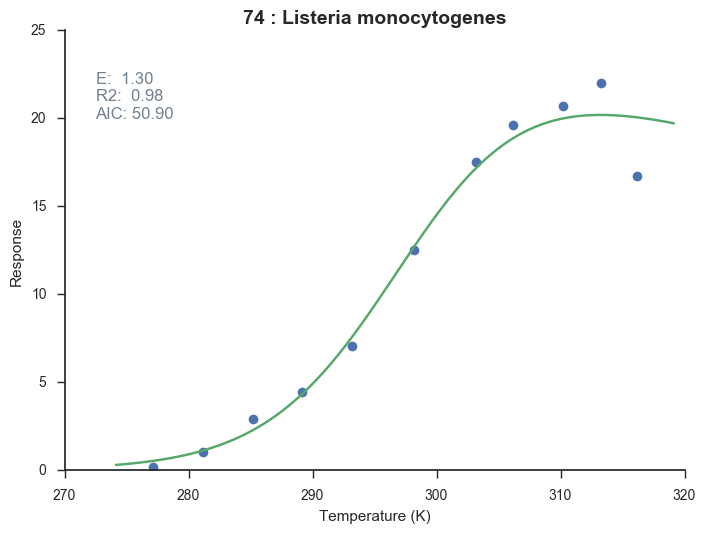 74 : Listeria monocytogenes
25
20
15
10
5
0
Response
E:  1.30
R2:  0.98
AIC: 50.90
270 280 290 300 310 320
Temperature (K)